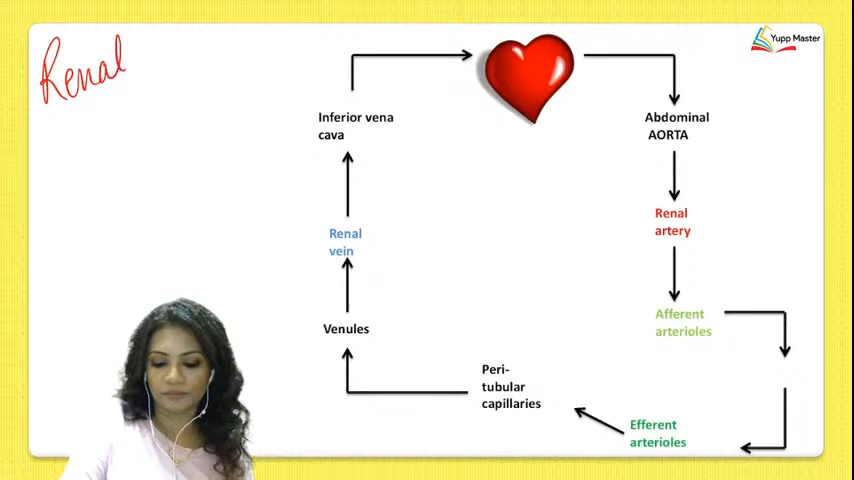 Renal
Yupp Master
Inferior vena
cava
Abdominal
AORTA
Renal
artery
Renal
vein
Afferent
arterioles
Venules
Peri-
tubular
capillaries
Efferent
arterioles